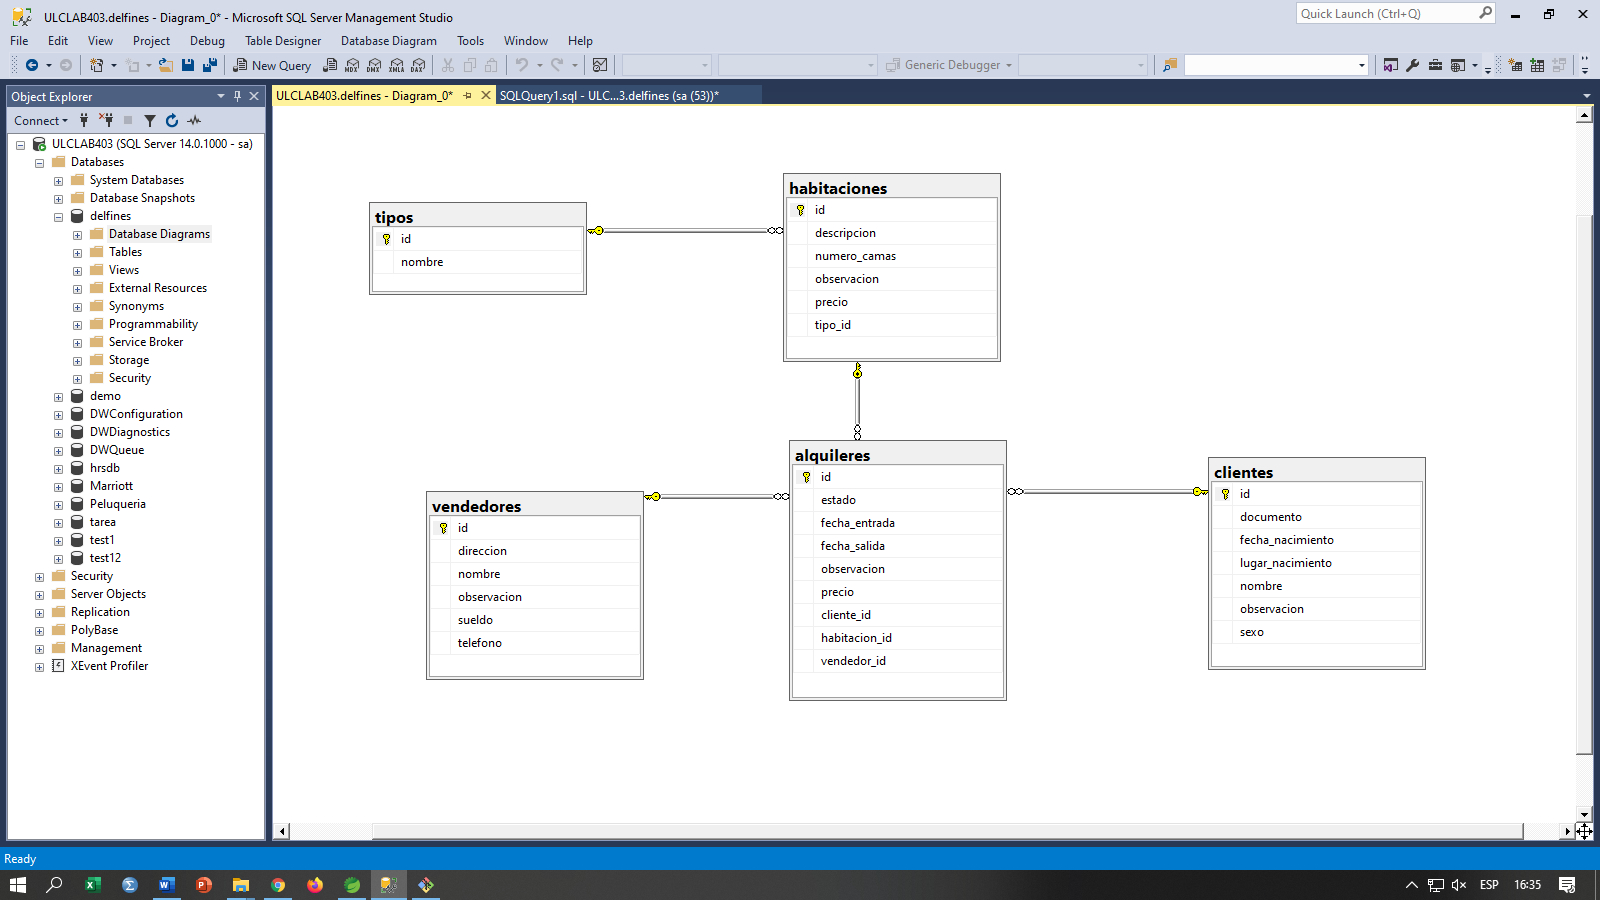 ULCLAB403.delfines - Diagram_0* - Microsoft SQL Server Management Studio
Quick Launch (Ctrl+Q)
File Edit View Project Debug Table Designer Database Diagram Tools Window Help
New Query
MDX
DMX
XMLA
DAX
Generic Debugger
Object Explorer
ULCLAB403.delfines - Diagram_0*
SQLQuery1.sql - ULC...3.delfines (sa (53))*
Connect
ULCLAB403 (SQL Server 14.0.1000 - sa)
Databases
System Databases
Database Snapshots
delfines
Database Diagrams
Tables
Views
External Resources
Synonyms
Programmability
Service Broker
Storage
Security
demo
DWConfiguration
DWDiagnostics
DWQueue
hrsdb
Marriott
Peluqueria
tarea
test1
test12
Security
Server Objects
Replication
PolyBase
Management
XEvent Profiler
tipos
id
nombre
habitaciones
id
descripcion
numero_camas
observacion
precio
tipo_id
vendedores
id
direccion
nombre
observacion
sueldo
telefono
alquileres
id
estado
fecha_entrada
fecha_salida
observacion
precio
cliente_id
habitacion_id
vendedor_id
clientes
id
documento
fecha_nacimiento
lugar_nacimiento
nombre
observacion
sexo
Ready
ESP
16:35